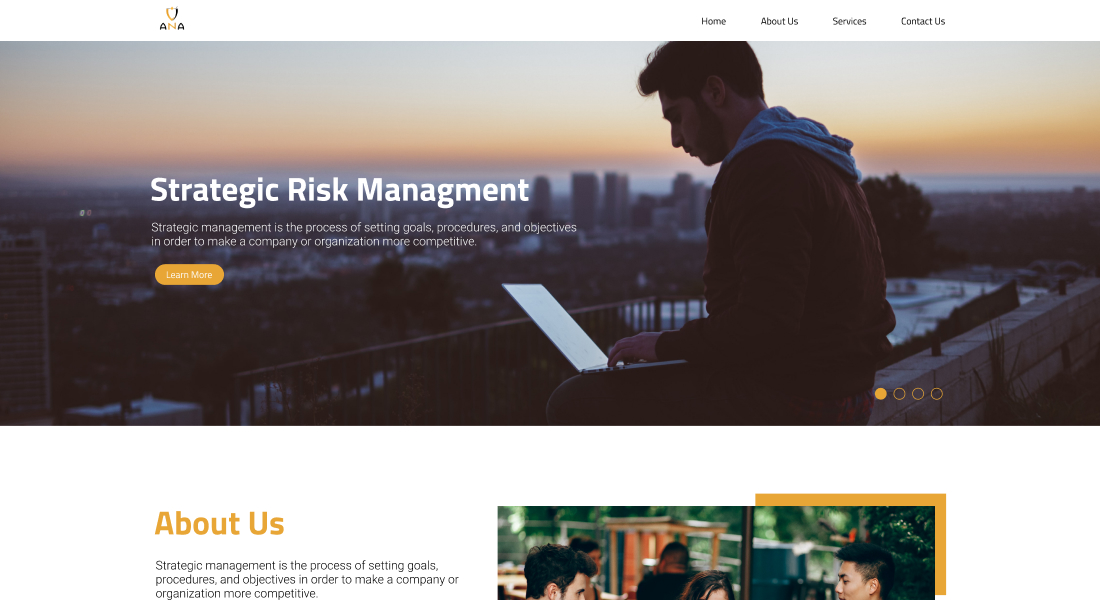 ANA
Home
About Us
Services
Contact Us
Strategic Risk Managment
Strategic management is the process of setting goals, procedures, and objectives
in order to make a company or organization more competitive.
Learn More
About Us
Strategic management is the process of setting goals,
procedures, and objectives in order to make a company or
organization more competitive.